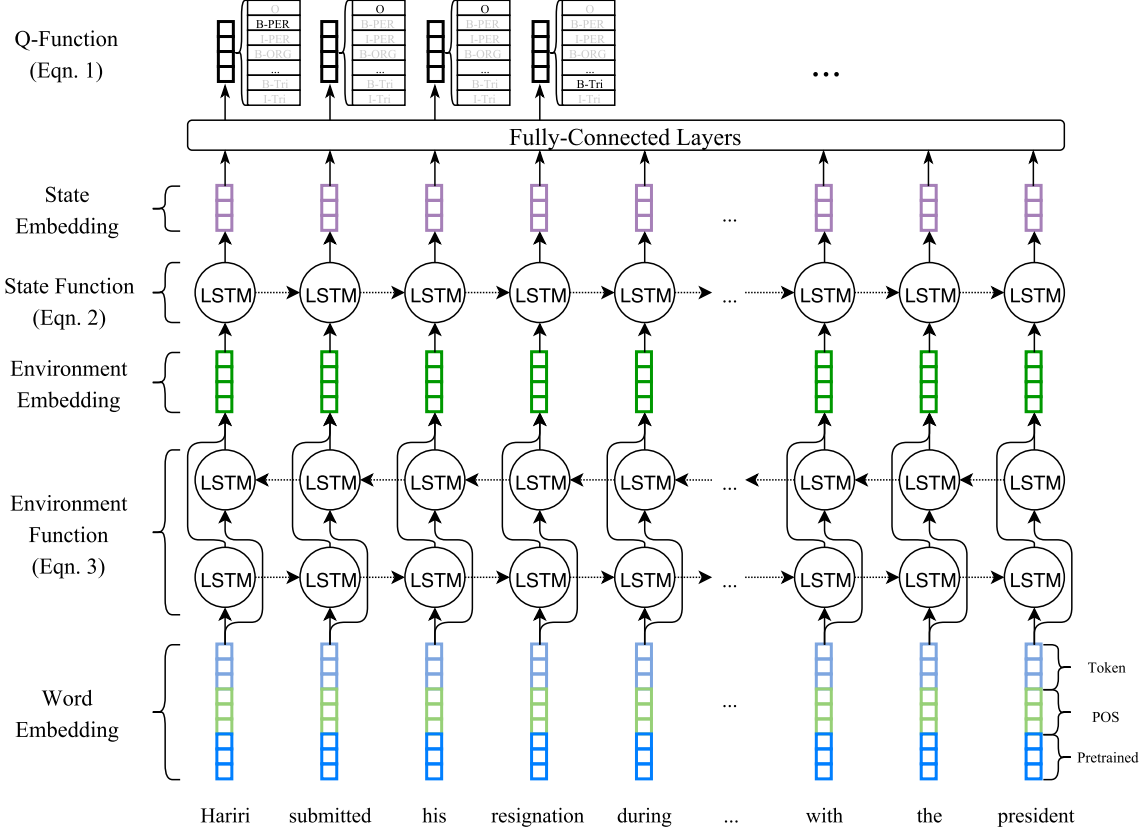 Q-Function
(Eqn. 1)
O O O O
B-PER B-PER B-PER B-PER
I-PER I-PER I-PER I-PER
B-ORG B-ORG B-ORG B-ORG
... ... ... ...
B-Tri B-Tri B-Tri B-Tri
I-Tri I-Tri I-Tri I-Tri
...
Fully-Connected Layers
State
Embedding
...
State Function
(Eqn. 2)
LSTM LSTM LSTM LSTM LSTM ... LSTM LSTM LSTM
Environment
Embedding
Environment
Function
(Eqn. 3)
LSTM LSTM LSTM LSTM LSTM ... LSTM LSTM LSTM
LSTM LSTM LSTM LSTM LSTM ... LSTM LSTM LSTM
Word
Embedding
...
Token
POS
Pretrained
Hariri submitted his resignation during ... with the president